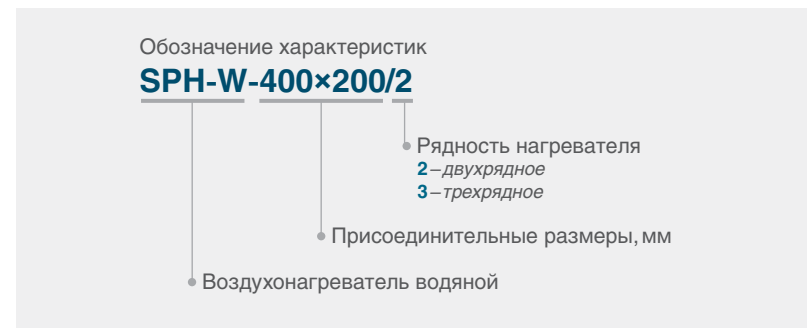 Обозначение характеристик
SPH-W-400×200/2
Рядность нагревателя
2–двухрядное
3–трехрядное
Присоединительные размеры, мм
Воздухонагреватель водяной